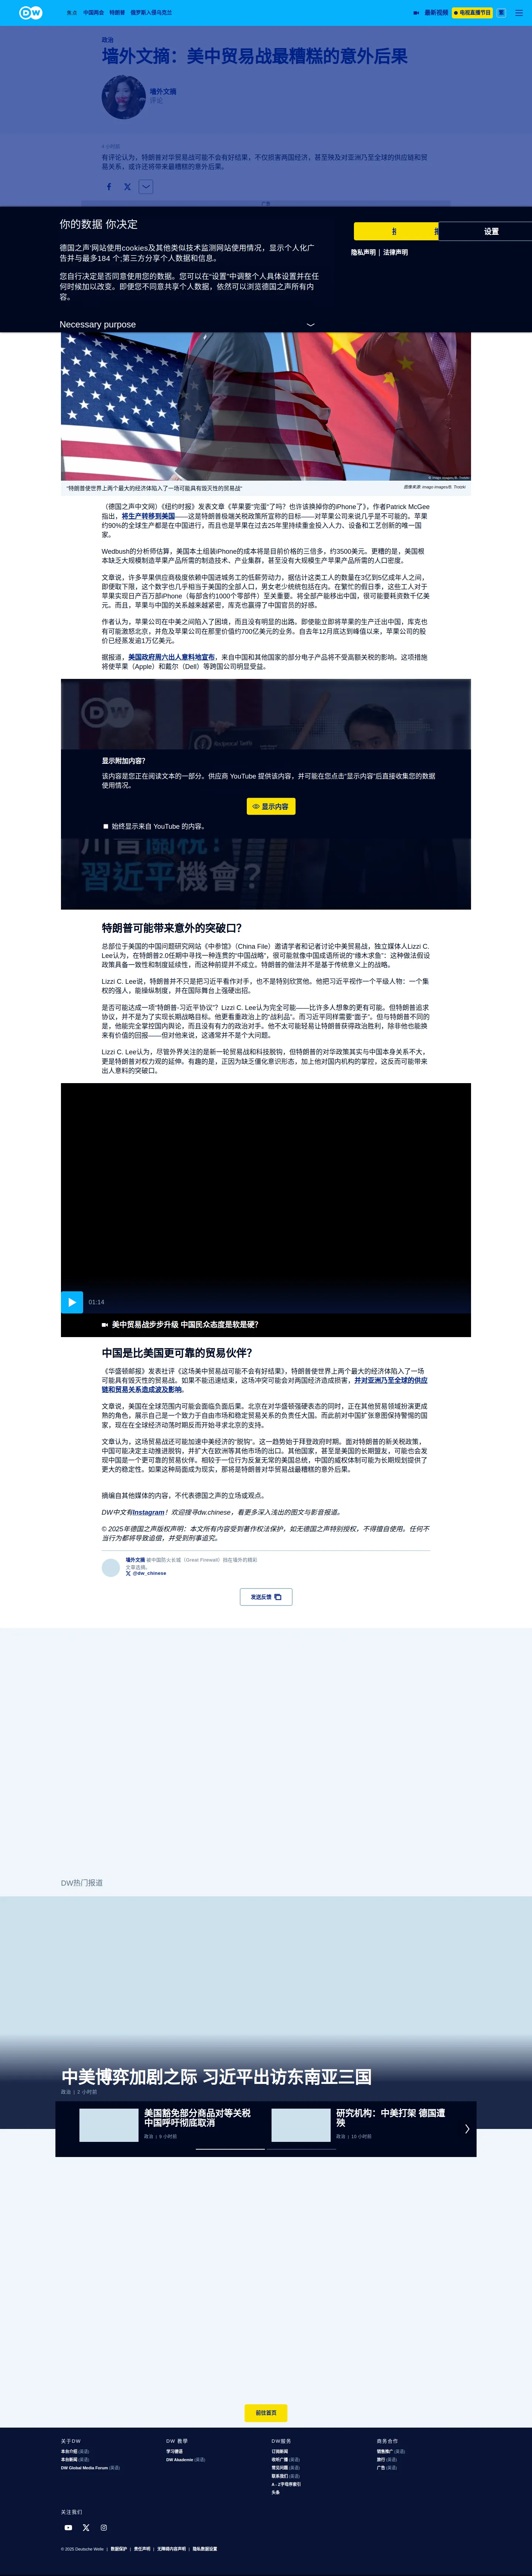 DW
焦点
中国两会
特朗普
俄罗斯入侵乌克兰
最新视频
电视直播节目
繁
政治
墙外文摘：美中贸易战最糟糕的意外后果
墙外文摘
评论
4 小时前
有评论认为，特朗普对华贸易战可能不会有好结果，不仅损害两国经济，甚至殃及对亚洲乃至全球的供应链和贸
易关系，或许还将带来最糟糕的意外后果。
广告
你的数据 你决定
德国之声'网站使用cookies及其他类似技术监测网站使用情况，显示个人化广
告并与最多184 个;第三方分享个人数据和信息。
您自行决定是否同意使用您的数据。您可以在"设置"中调整个人具体设置并在任
何时候加以改变。即便您不同意共享个人数据，依然可以浏览德国之声所有内
容。
设置
隐私声明 | 法律声明
Necessary purpose
"特朗普使世界上两个最大的经济体陷入了一场可能具有毁灭性的贸易战"
图像来源: imago images/B. Trotzki
（德国之声中文网）《纽约时报》发表文章《苹果要"完蛋"了吗？也许该换掉你的iPhone了》，作者Patrick McGee
指出，将生产转移到美国——这是特朗普极端关税政策所宣称的目标——对苹果公司来说几乎是不可能的。苹果
约90%的全球生产都是在中国进行，而且也是苹果在过去25年里持续重金投入人力、设备和工艺创新的唯一国
家。
Wedbush的分析师估算，美国本土组装iPhone的成本将是目前价格的三倍多，约3500美元。更糟的是，美国根
本缺乏大规模制造苹果产品所需的制造技术、产业集群，甚至没有大规模生产苹果产品所需的人口密度。
文章说，许多苹果供应商极度依赖中国进城务工的低薪劳动力，据估计这类工人的数量在3亿到5亿成年人之间，
即便取下限，这个数字也几乎相当于美国的全部人口，男女老少统统包括在内。在繁忙的假日季，这些工人对于
苹果实现日产百万部iPhone（每部含约1000个零部件）至关重要。将全部产能移出中国，很可能要耗资数千亿美
元。而且，苹果与中国的关系越来越紧密，库克也赢得了中国官员的好感。
作者认为，苹果公司在中美之间陷入了困境，而且没有明显的出路。即使能立即将苹果的生产迁出中国，库克也
有可能激怒北京，并危及苹果公司在那里价值约700亿美元的业务。自去年12月底达到峰值以来，苹果公司的股
价已经蒸发逾1万亿美元。
据报道，美国政府周六出人意料地宣布，来自中国和其他国家的部分电子产品将不受高额关税的影响。这项措施
将使苹果（Apple）和戴尔（Dell）等跨国公司明显受益。
显示附加内容?
该内容是您正在阅读文本的一部分。供应商 YouTube 提供该内容，并可能在您点击"显示内容"后直接收集您的数据
使用情况。
显示内容
始终显示来自 YouTube 的内容。
川普關稅:
習近平機會?
特朗普可能带来意外的突破口？
总部位于美国的中国问题研究网站《中参馆》（China File）邀请学者和记者讨论中美贸易战，独立媒体人Lizzi C.
Lee认为，在特朗普2.0任期中寻找一种连贯的"中国战略"，很可能就像中国成语所说的"缘木求鱼"：这种做法假设
政策具备一致性和制度延续性，而这种前提并不成立。特朗普的做法并不是基于传统意义上的战略。
Lizzi C. Lee说，特朗普并不只是把习近平看作对手，也不是特别欣赏他。他把习近平视作一个平级人物：一个集
权的强人，能操纵制度，并在国际舞台上强硬出招。
是否可能达成一项"特朗普-习近平协议"？Lizzi C. Lee认为完全可能——比许多人想象的更有可能。但特朗普追求
协议，并不是为了实现长期战略目标。他更看重政治上的"战利品"。而习近平同样需要"面子"。但与特朗普不同的
是，他能完全掌控国内舆论，而且没有有力的政治对手。他不太可能轻易让特朗普获得政治胜利，除非他也能换
来有价值的回报——但对他来说，这通常并不是个大问题。
Lizzi C. Lee认为，尽管外界关注的是新一轮贸易战和科技脱钩，但特朗普的对华政策其实与中国本身关系不大，
更是特朗普对权力观的延伸。有趣的是，正因为缺乏僵化意识形态，加上他对国内机构的掌控，这反而可能带来
出人意料的突破口。
01:14
美中贸易战步步升级 中国民众态度是软是硬？
中国是比美国更可靠的贸易伙伴？
《华盛顿邮报》发表社评《这场美中贸易战可能不会有好结果》，特朗普使世界上两个最大的经济体陷入了一场
可能具有毁灭性的贸易战。如果不能迅速结束，这场冲突可能会对两国经济造成损害，并对亚洲乃至全球的供应
链和贸易关系造成波及影响。
文章说，美国在全球范围内可能会面临负面后果。北京在对华盛顿强硬表态的同时，正在其他贸易领域扮演更成
熟的角色，展示自己是一个致力于自由市场和稳定贸易关系的负责任大国。而此前对中国扩张意图保持警惕的国
家，现在在全球经济动荡时期反而开始寻求北京的支持。
文章认为，这场贸易战还可能加速中美经济的"脱钩"。这一趋势始于拜登政府时期。面对特朗普的新关税政策，
中国可能决定主动推进脱钩，并扩大在欧洲等其他市场的出口。其他国家，甚至是美国的长期盟友，可能也会发
现中国是一个更可靠的贸易伙伴。相较于一位行为反复无常的美国总统，中国的威权体制可能为长期规划提供了
更大的稳定性。如果这种局面成为现实，那将是特朗普对华贸易战最糟糕的意外后果。
摘编自其他媒体的内容，不代表德国之声的立场或观点。
DW中文有Instagram！欢迎搜寻dw.chinese，看更多深入浅出的图文与影音报道。
© 2025年德国之声版权声明：本文所有内容受到著作权法保护，如无德国之声特别授权，不得擅自使用。任何不
当行为都将导致追偿，并受到刑事追究。
墙外文摘 被中国防火长城（Great Firewall）挡在墙外的精彩
文章选摘。
@dw_chinese
发送反馈
DW热门报道
中美博弈加剧之际 习近平出访东南亚三国
政治 | 2 小时前
美国豁免部分商品对等关税
中国呼吁彻底取消
政治 | 9 小时前
研究机构：中美打架 德国遭
殃
政治 | 10 小时前
前往首页
关于DW
本台介绍 (英语)
本台新闻 (英语)
DW Global Media Forum (英语)
DW 教學
学习德语
DW Akademie (英语)
DW服务
订阅新闻
收听广播 (英语)
常见问题 (英语)
联系我们 (英语)
A - Z字母序索引
头条
商务合作
销售推广 (英语)
旅行 (英语)
广告 (英语)
关注我们
© 2025 Deutsche Welle | 数据保护 | 责任声明 | 无障碍内容声明 | 隐私数据设置